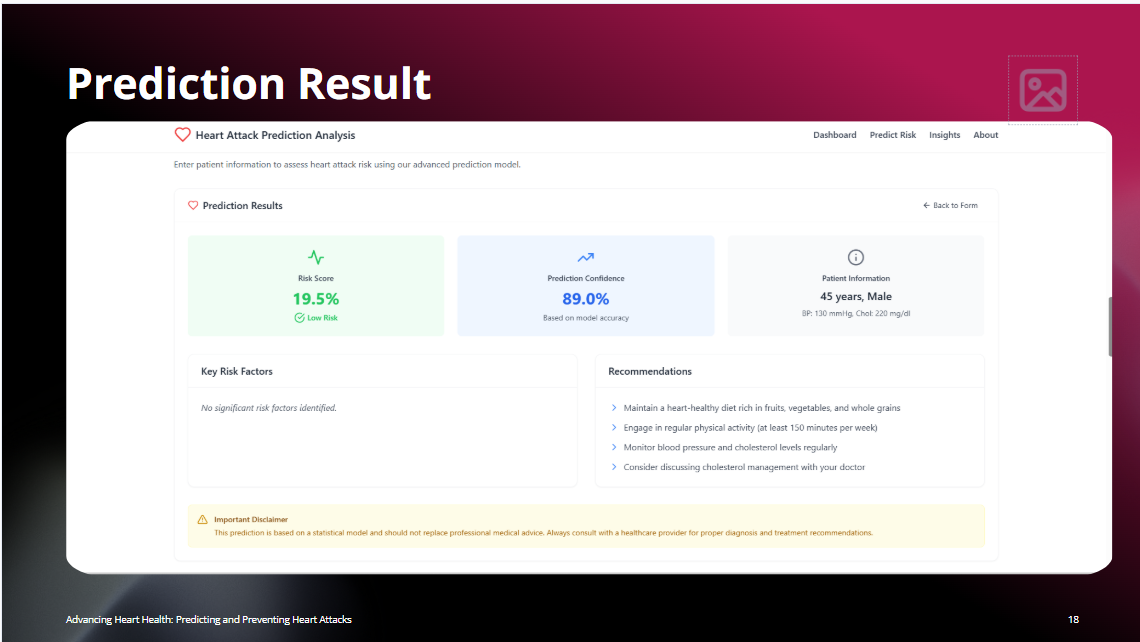 Prediction Result
Heart Attack Prediction Analysis
Dashboard Predict Risk Insights About
Enter patient information to assess heart attack risk using our advanced prediction model.
Prediction Results
← Back to Form
Risk Score
19.5%
Low Risk
Prediction Confidence
89.0%
Based on model accuracy
Patient Information
45 years, Male
BP: 130 mmHg, Chol: 220 mg/dl
Key Risk Factors
No significant risk factors identified.
Recommendations
Maintain a heart-healthy diet rich in fruits, vegetables, and whole grains
Engage in regular physical activity (at least 150 minutes per week)
Monitor blood pressure and cholesterol levels regularly
Consider discussing cholesterol management with your doctor
Important Disclaimer
This prediction is based on a statistical model and should not replace professional medical advice. Always consult with a healthcare provider for proper diagnosis and treatment recommendations.
Advancing Heart Health: Predicting and Preventing Heart Attacks
18